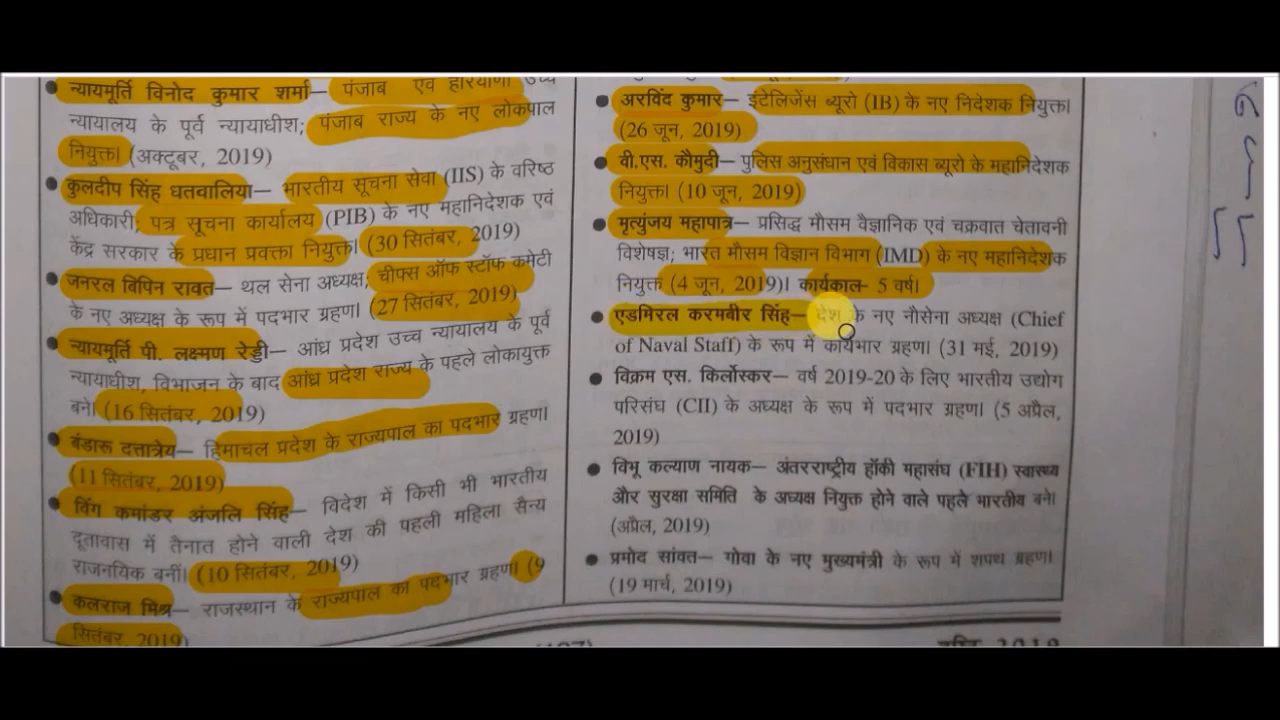 न्यायमूर्ति विनोद कुमार शर्मा– पंजाब एवं हरियाणा उच्च
न्यायालय के पूर्व न्यायाधीश; पंजाब राज्य के नए लोकपाल
नियुक्त। (अक्टूबर, 2019)
कुलदीप सिंह धतवालिया– भारतीय सूचना सेवा (IIS) के वरिष्ठ
अधिकारी; पत्र सूचना कार्यालय (PIB) के नए महानिदेशक एवं
केंद्र सरकार के प्रधान प्रवक्ता नियुक्त। (30 सितंबर, 2019)
जनरल विपिन रावत– थल सेना अध्यक्ष; चीफ्स ऑफ स्टॉफ कमेटी
के नए अध्यक्ष के रूप में पदभार ग्रहण। (27 सितंबर, 2019)
न्यायमूर्ति पी. लक्ष्मण रेड्डी– आंध्र प्रदेश उच्च न्यायालय के पूर्व
न्यायाधीश, विभाजन के बाद आंध्र प्रदेश राज्य के पहले लोकायुक्त
बने। (16 सितंबर, 2019)
बंडारू दत्तात्रेय– हिमाचल प्रदेश के राज्यपाल का पदभार ग्रहण।
(11 सितंबर, 2019)
विंग कमांडर अंजलि सिंह– विदेश में किसी भी भारतीय
दूतावास में तैनात होने वाली देश की पहली महिला सैन्य
राजनयिक बनीं। (10 सितंबर, 2019)
कलराज मिश्र– राजस्थान के राज्यपाल का पदभार ग्रहण। (9
सितंबर, 2019)
अरविंद कुमार– इंटेलिजेंस ब्यूरो (IB) के नए निदेशक नियुक्त।
(26 जून, 2019)
वी.एस. कौमुदी– पुलिस अनुसंधान एवं विकास ब्यूरो के महानिदेशक
नियुक्त। (10 जून, 2019)
मृत्युंजय महापात्र– प्रसिद्ध मौसम वैज्ञानिक एवं चक्रवात चेतावनी
विशेषज्ञ; भारत मौसम विज्ञान विभाग (IMD) के नए महानिदेशक
नियुक्त (4 जून, 2019)। कार्यकाल- 5 वर्ष।
एडमिरल करमबीर सिंह– देश के नए नौसेना अध्यक्ष (Chief
of Naval Staff) के रूप में कार्यभार ग्रहण। (31 मई, 2019)
विक्रम एस. किर्लोस्कर– वर्ष 2019-20 के लिए भारतीय उद्योग
परिसंघ (CII) के अध्यक्ष के रूप में पदभार ग्रहण। (5 अप्रैल,
2019)
विभू कल्याण नायक– अंतरराष्ट्रीय हॉकी महासंघ (FIH) स्वास्थ्य
और सुरक्षा समिति के अध्यक्ष नियुक्त होने वाले पहले भारतीय बने।
(अप्रैल, 2019)
प्रमोद सांवत– गोवा के नए मुख्यमंत्री के रूप में शपथ ग्रहण।
(19 मार्च, 2019)